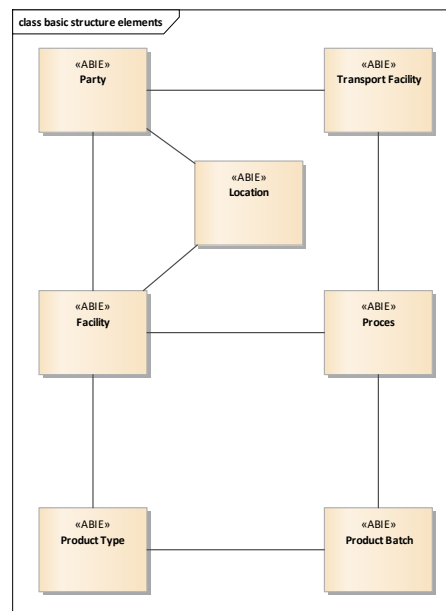 class basic structure elements
«ABIE»
Party
«ABIE»
Transport Facility
«ABIE»
Location
«ABIE»
Facility
«ABIE»
Proces
«ABIE»
Product Type
«ABIE»
Product Batch